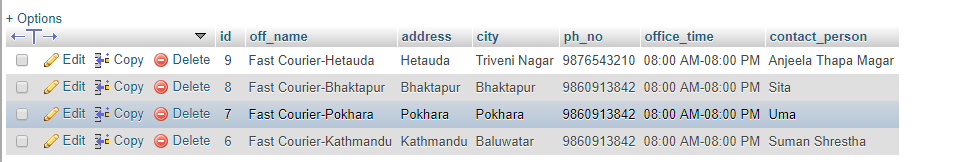 + Options
id off_name address city ph_no office_time contact_person
Edit Copy Delete 9 Fast Courier-Hetauda Hetauda Triveni Nagar 9876543210 08:00 AM-08:00 PM Anjeela Thapa Magar
Edit Copy Delete 8 Fast Courier-Bhaktapur Bhaktapur Bhaktapur 9860913842 08:00 AM-08:00 PM Sita
Edit Copy Delete 7 Fast Courier-Pokhara Pokhara Pokhara 9860913842 08:00 AM-08:00 PM Uma
Edit Copy Delete 6 Fast Courier-Kathmandu Kathmandu Baluwatar 9860913842 08:00 AM-08:00 PM Suman Shrestha